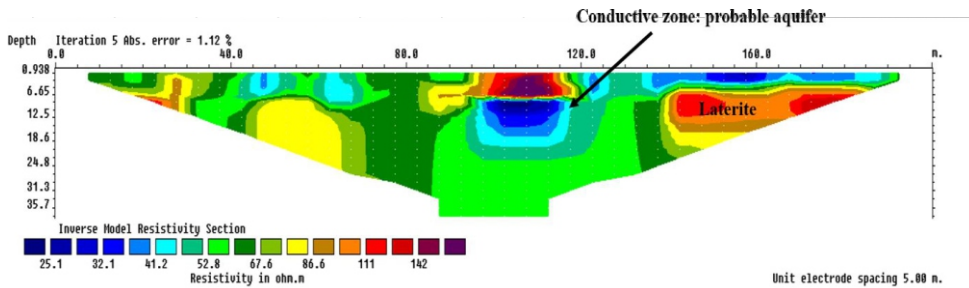 Conductive zone: probable aquifer
Depth Iteration 5 Abs. error = 1.12 %
0.0 80.0 120.0 160.0 m.
0.938
6.65
12.5
18.6
24.8
31.3
35.7
Laterite
Inverse Model Resistivity Section
25.1 32.1 41.2 52.8 67.6 86.6 111 142
Resistivity in ohm.m
Unit electrode spacing 5.00 m.